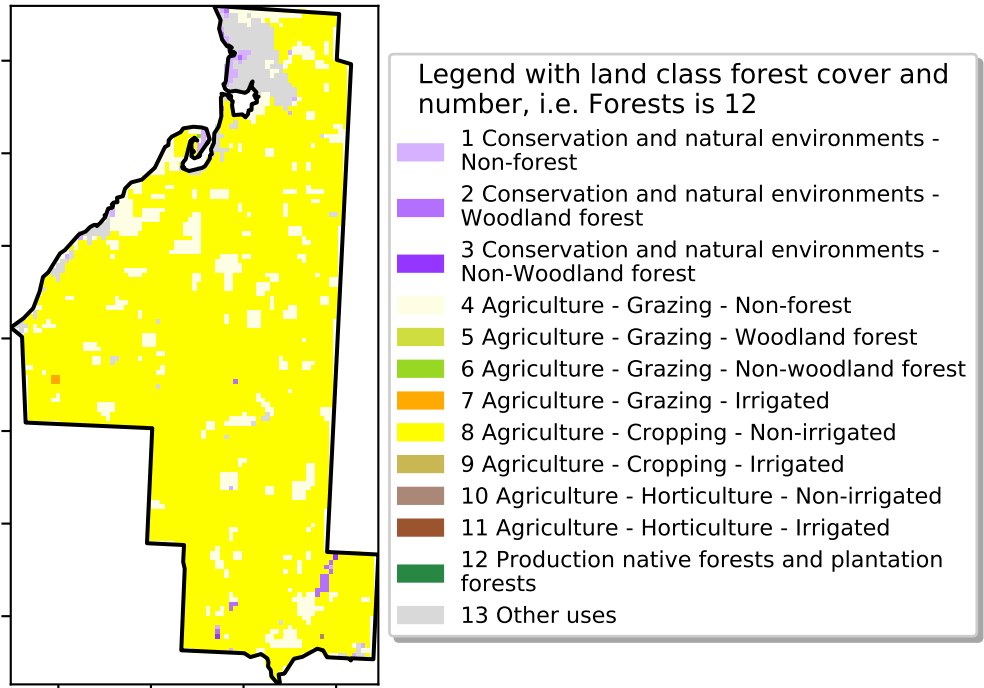 Legend with land class forest cover and
number, i.e. Forests is 12
1 Conservation and natural environments -
Non-forest
2 Conservation and natural environments -
Woodland forest
3 Conservation and natural environments -
Non-Woodland forest
4 Agriculture - Grazing - Non-forest
5 Agriculture - Grazing - Woodland forest
6 Agriculture - Grazing - Non-woodland forest
7 Agriculture - Grazing - Irrigated
8 Agriculture - Cropping - Non-irrigated
9 Agriculture - Cropping - Irrigated
10 Agriculture - Horticulture - Non-irrigated
11 Agriculture - Horticulture - Irrigated
12 Production native forests and plantation
forests
13 Other uses